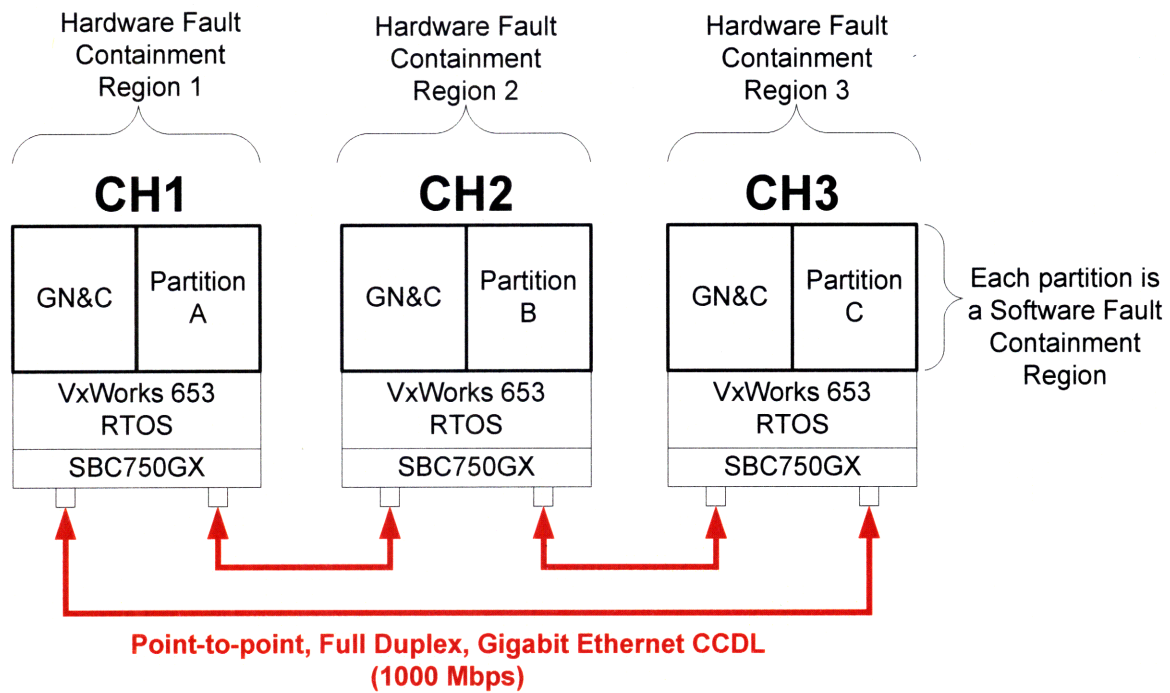 Hardware Fault
Containment
Region 1
Hardware Fault
Containment
Region 2
Hardware Fault
Containment
Region 3
CH1
CH2
CH3
GN&C
Partition
A
GN&C
Partition
B
GN&C
Partition
C
Each partition is
a Software Fault
Containment
Region
VxWorks 653
RTOS
VxWorks 653
RTOS
VxWorks 653
RTOS
SBC750GX
SBC750GX
SBC750GX
Point-to-point, Full Duplex, Gigabit Ethernet CCDL
(1000 Mbps)